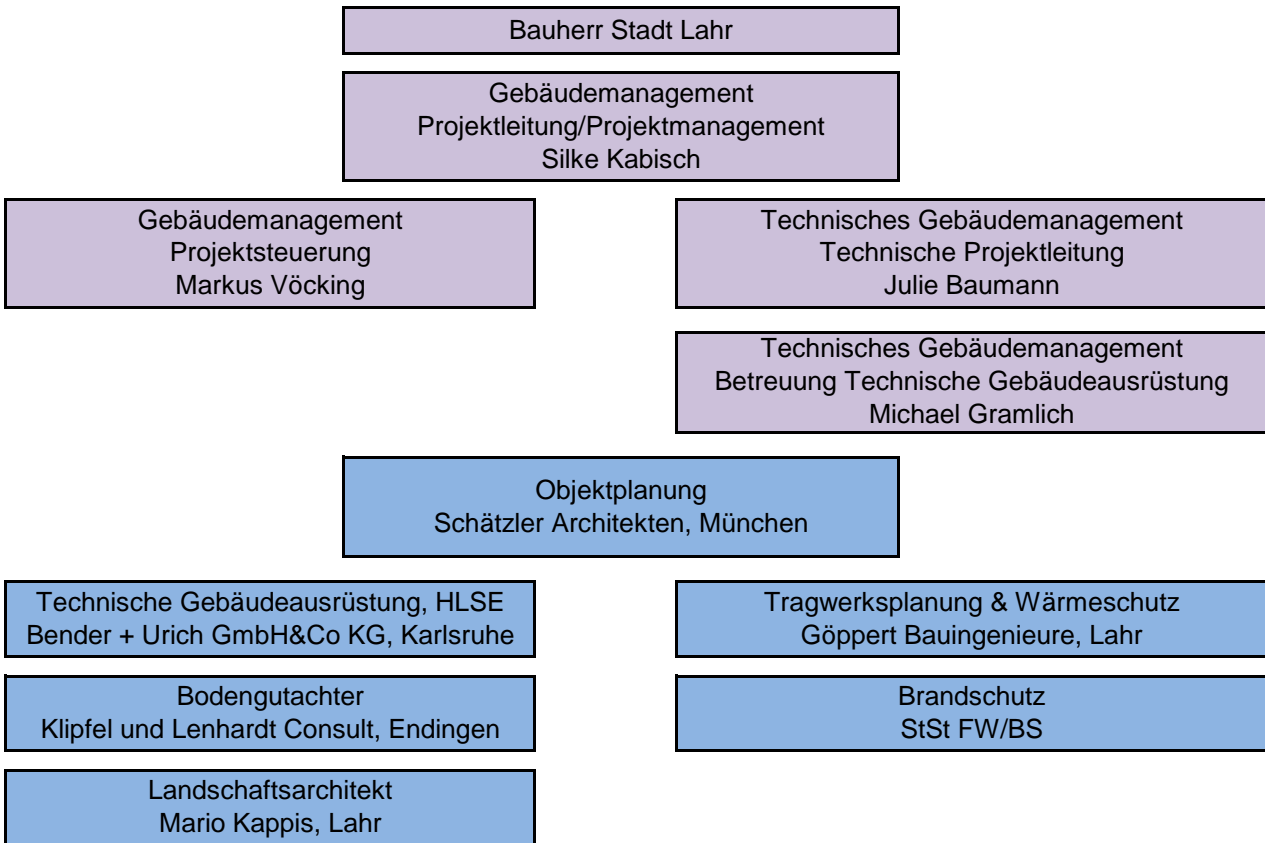 Bauherr Stadt Lahr
Gebäudemanagement
Projektleitung/Projektmanagement
Silke Kabisch
Gebäudemanagement
Projektsteuerung
Markus Vöcking
Technisches Gebäudemanagement
Technische Projektleitung
Julie Baumann
Technisches Gebäudemanagement
Betreuung Technische Gebäudeausrüstung
Michael Gramlich
Objektplanung
Schätzler Architekten, München
Technische Gebäudeausrüstung, HLSE
Bender + Urich GmbH&Co KG, Karlsruhe
Tragwerksplanung & Wärmeschutz
Göppert Bauingenieure, Lahr
Bodengutachter
Klipfel und Lenhardt Consult, Endingen
Brandschutz
StSt FW/BS
Landschaftsarchitekt
Mario Kappis, Lahr